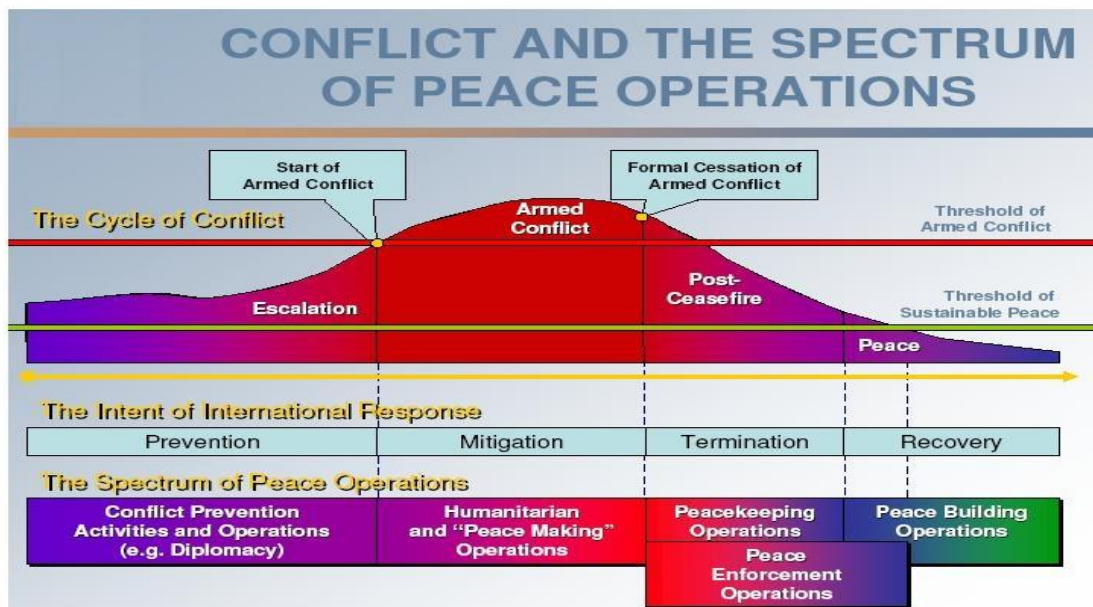 CONFLICT AND THE SPECTRUM
OF PEACE OPERATIONS
Start of
Armed Conflict
Formal Cessation of
Armed Conflict
The Cycle of Conflict
Armed
Conflict
Threshold of
Armed Conflict
Escalation
Post-
Ceasefire
Threshold of
Sustainable Peace
Peace
The Intent of International Response
Prevention
Mitigation
Termination
Recovery
The Spectrum of Peace Operations
Conflict Prevention
Activities and Operations
(e.g. Diplomacy)
Humanitarian
and “Peace Making”
Operations
Peacekeeping
Operations
Peace
Enforcement
Operations
Peace Building
Operations